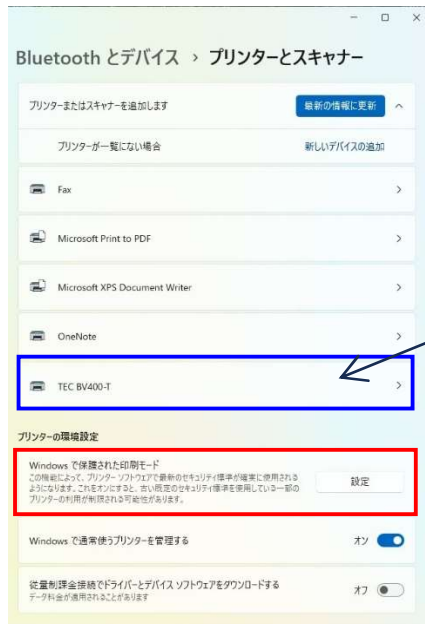 Bluetooth とデバイス › プリンターとスキャナー
プリンターまたはスキャナーを追加します 最新の情報に更新
プリンターが一覧にない場合 新しいデバイスの追加
Fax
Microsoft Print to PDF
Microsoft XPS Document Writer
OneNote
TEC BV400-T
プリンターの環境設定
Windows で保護された印刷モード
この機能によって、プリンター ソフトウェアで最新のセキュリティ標準が確実に使用される
ようになります。これをオンにすると、古い既定のセキュリティ標準を使用している一部の
プリンターの利用が制限される可能性があります。
設定
Windows で通常使うプリンターを管理する オン
従量制課金接続でドライバーとデバイス ソフトウェアをダウンロードする オフ
データ料金が適用されることがあります